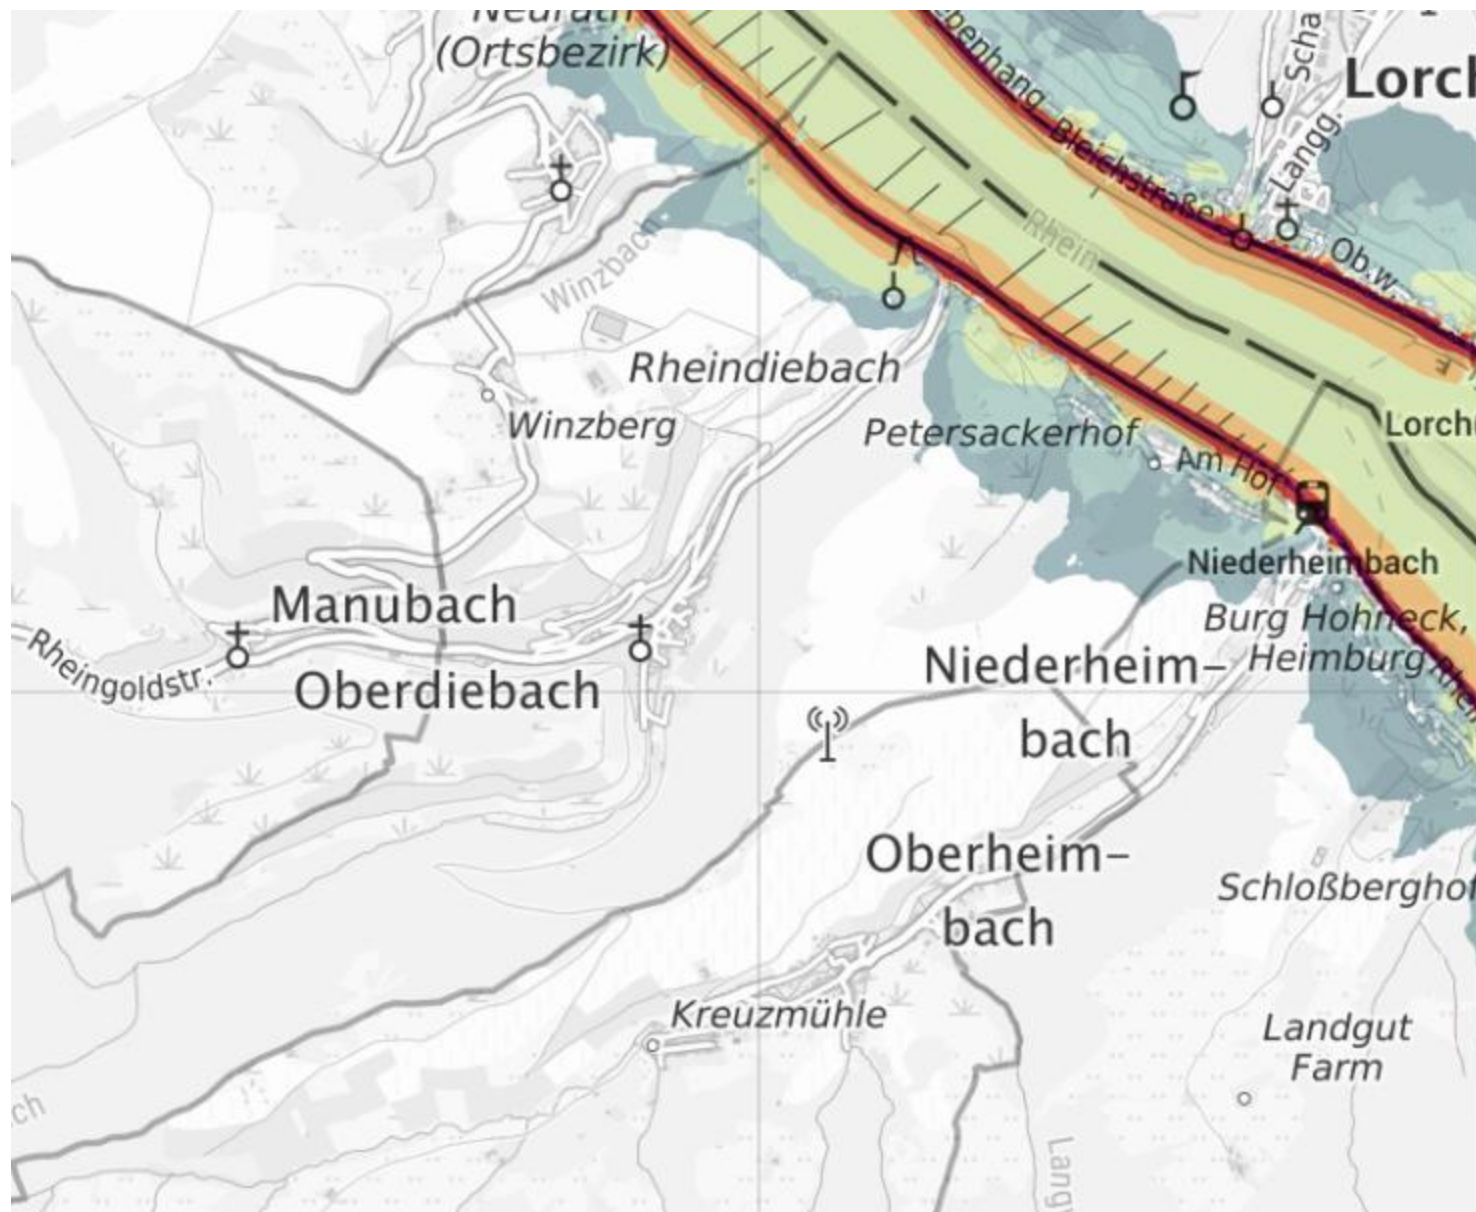 Neurath
(Ortsbezirk)
Bleichstraße
Langg.
Lorch
Rhein
Ob.w.
Winzbach
Rheindiebach
Winzberg
Petersackerhof
Am Hof
Niederheimbach
Manubach
Rheingoldstr.
Oberdiebach
Burg Hohneck,
Heimburg
Niederheim-
bach
Oberheim-
bach
Schloßberghof
Kreuzmühle
Landgut
Farm